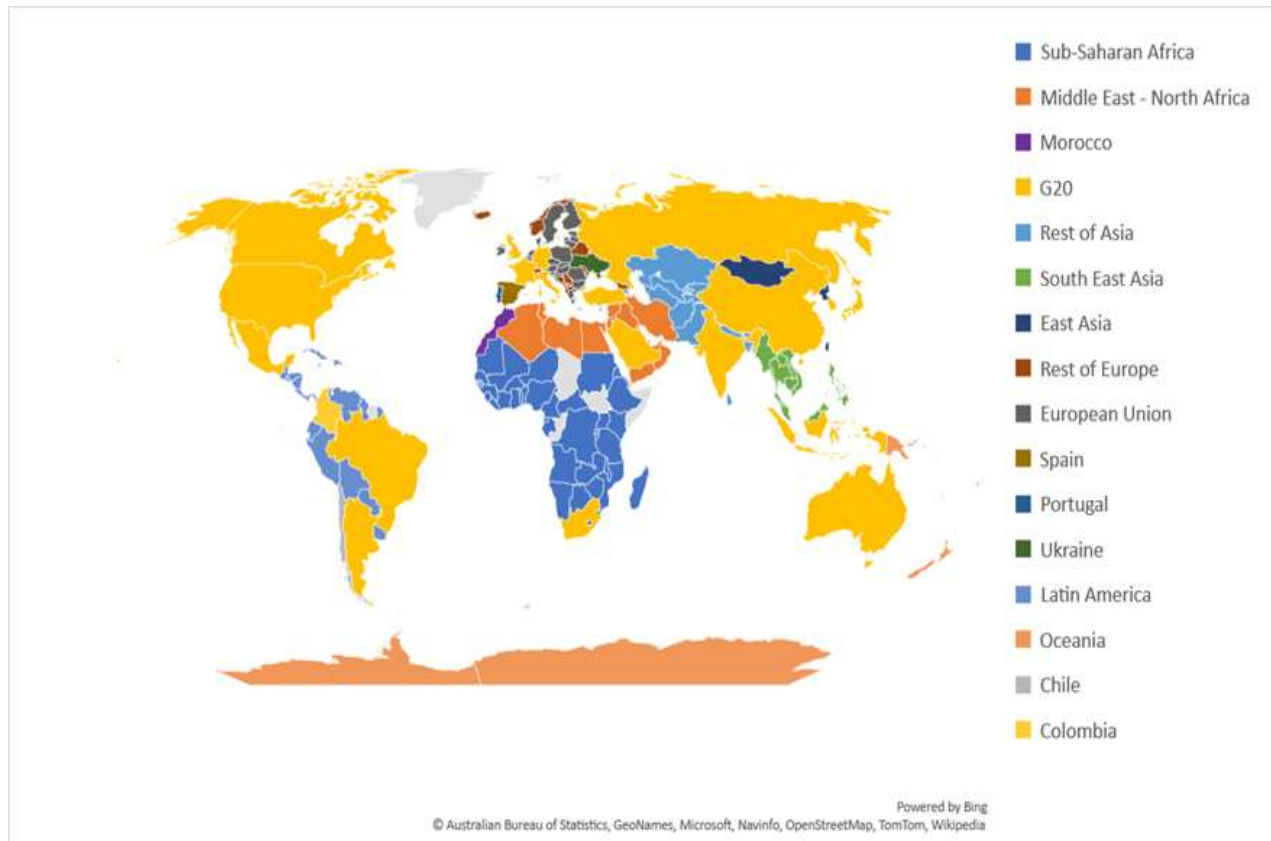 Sub-Saharan Africa
Middle East - North Africa
Morocco
G20
Rest of Asia
South East Asia
East Asia
Rest of Europe
European Union
Spain
Portugal
Ukraine
Latin America
Oceania
Chile
Colombia
Powered by Bing
© Australian Bureau of Statistics, GeoNames, Microsoft, Navinfo, OpenStreetMap, TomTom, Wikipedia